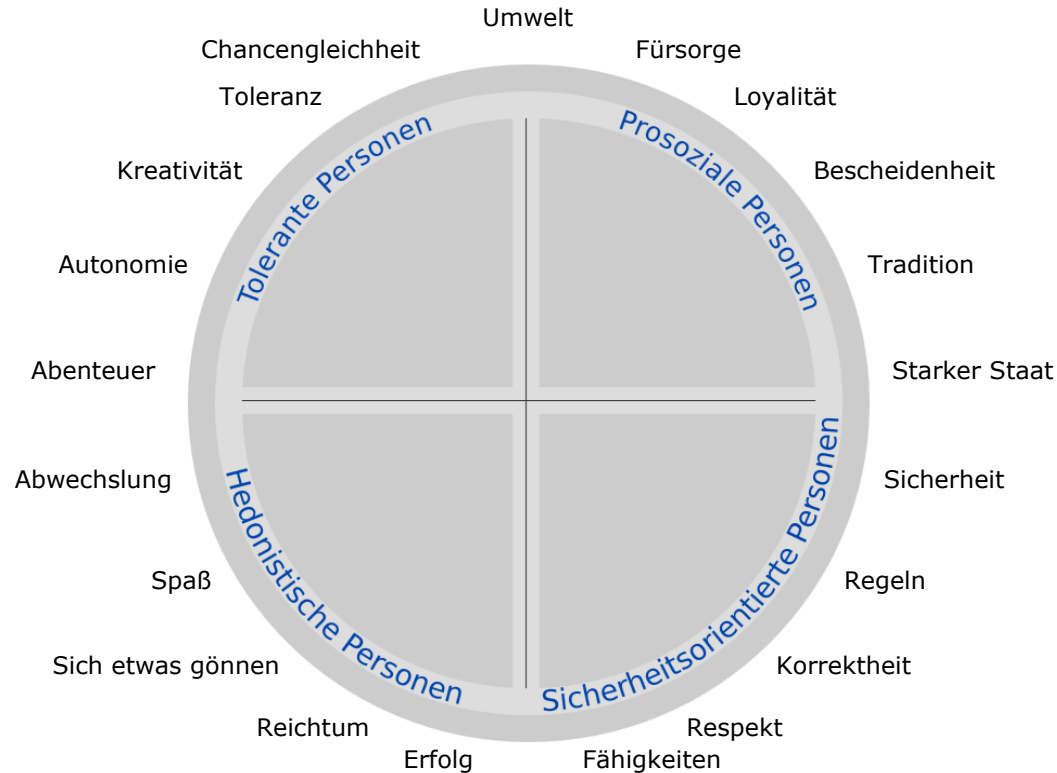 Umwelt
Chancengleichheit
Fürsorge
Toleranz
Loyalität
Tolerante Personen
Prosoziale Personen
Kreativität
Bescheidenheit
Autonomie
Tradition
Abenteuer
Starker Staat
Abwechslung
Sicherheit
Hedonistische Personen
Sicherheitsorientierte Personen
Spaß
Regeln
Sich etwas gönnen
Korrektheit
Reichtum
Respekt
Erfolg
Fähigkeiten